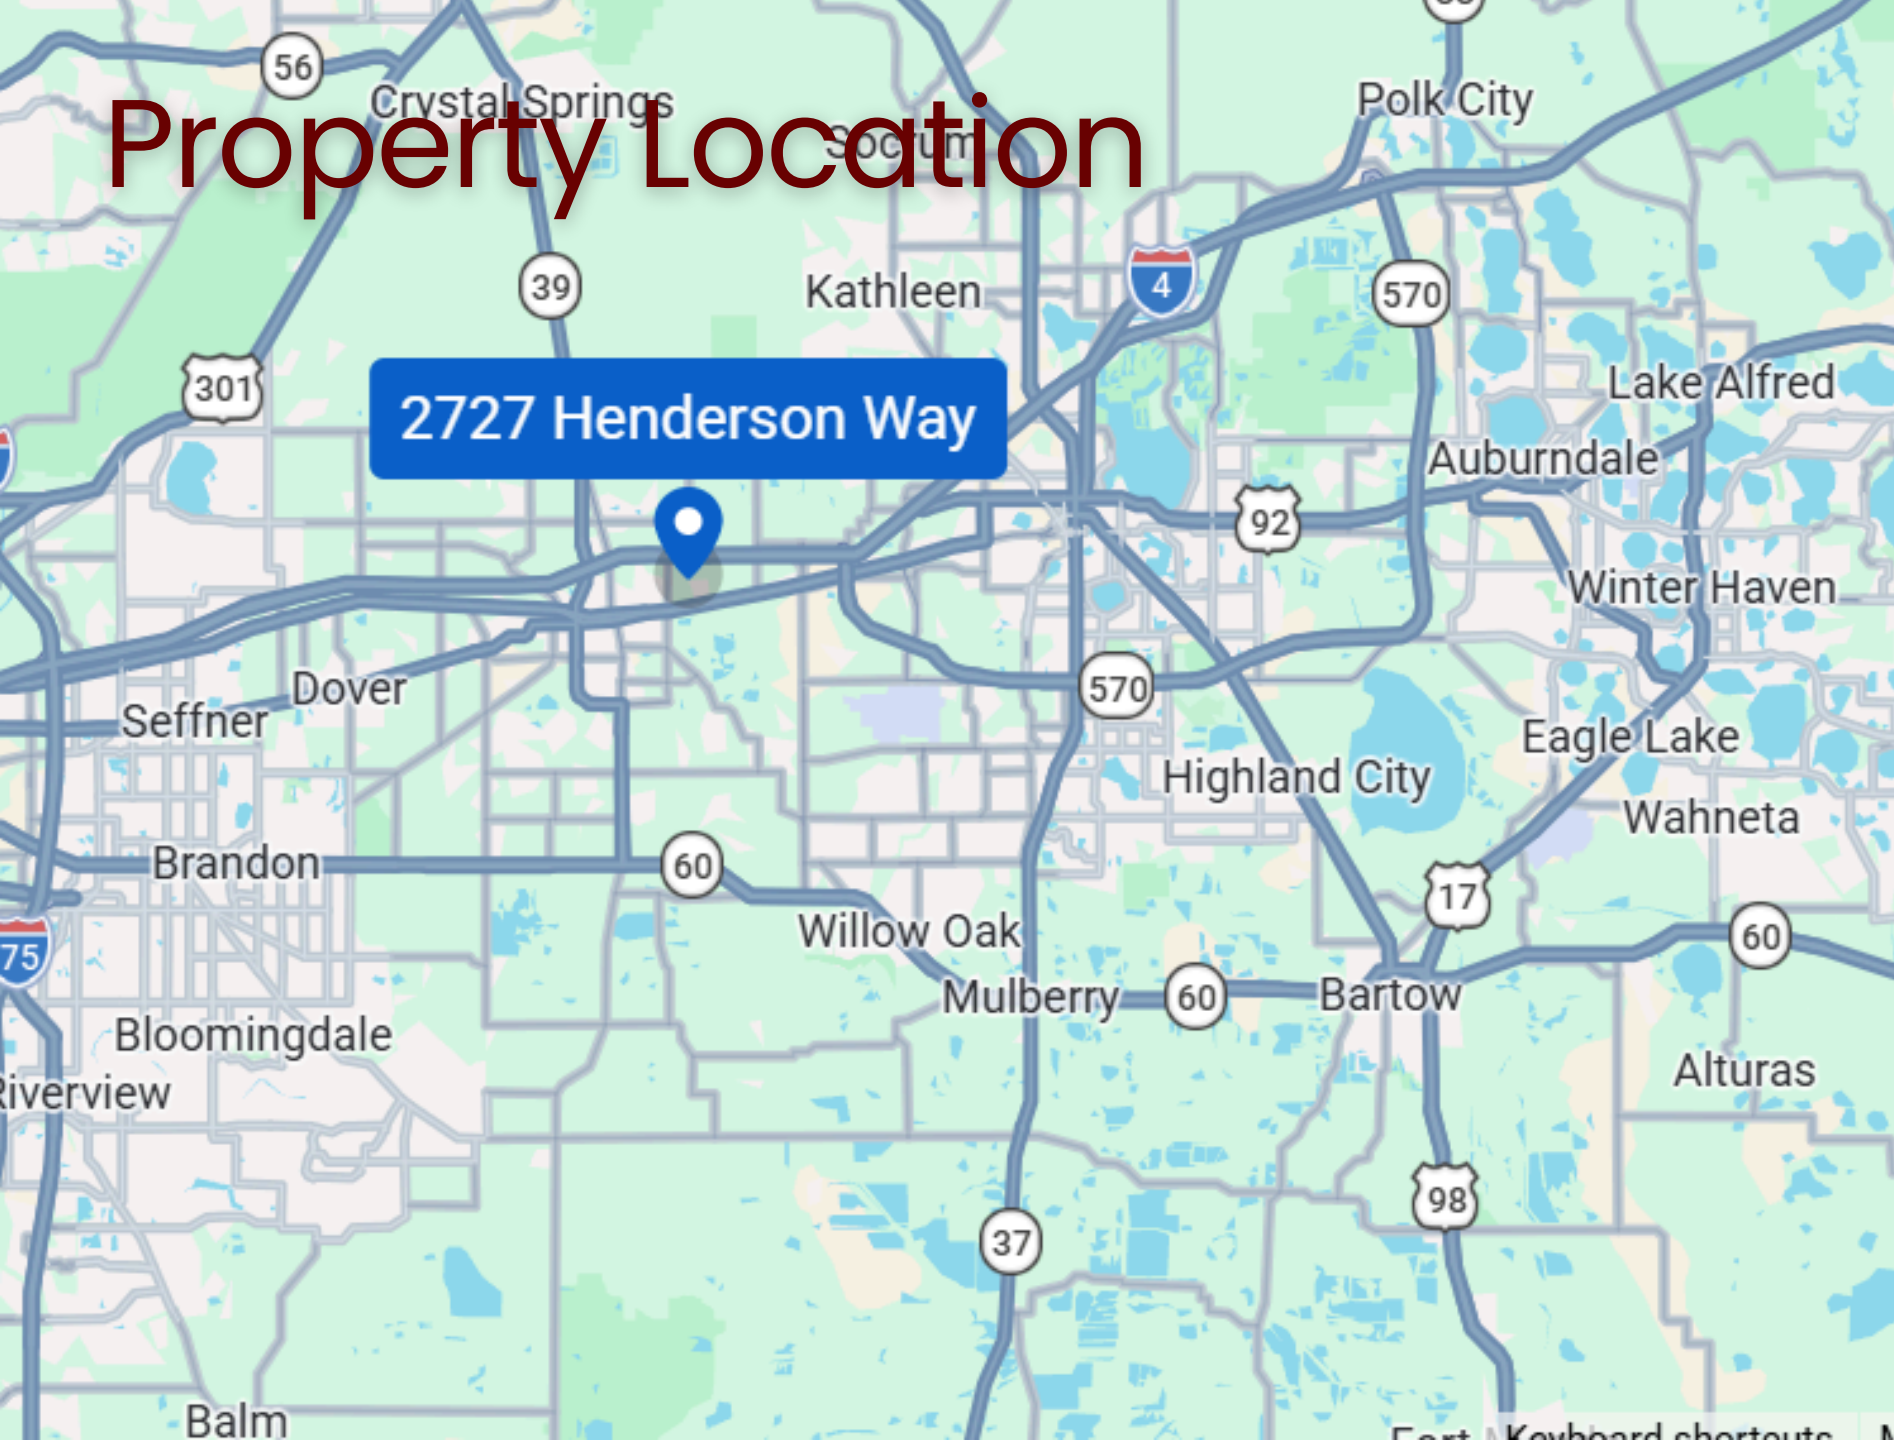 56
Crystal Springs
Polk City
Property Location
Socrum
39
Kathleen
4
570
301
Lake Alfred
2727 Henderson Way
Auburndale
92
Winter Haven
Dover
570
Seffner
Eagle Lake
Highland City
Wahneta
Brandon
60
17
Willow Oak
60
75
Mulberry
60
Bartow
Bloomingdale
Alturas
Riverview
98
37
Balm
Fort
Keyboard shortcuts